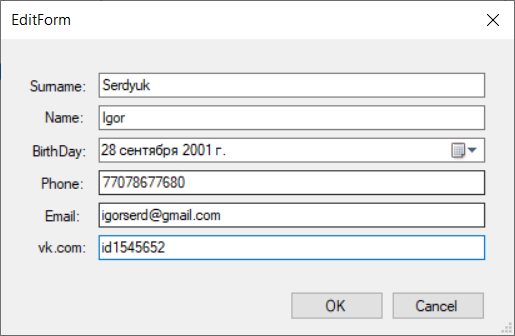 EditForm
Surname: Serdyuk
Name: Igor
BirthDay: 28 сентября 2001 г.
Phone: 77078677680
Email: igorserd@gmail.com
vk.com: id1545652
OK Cancel